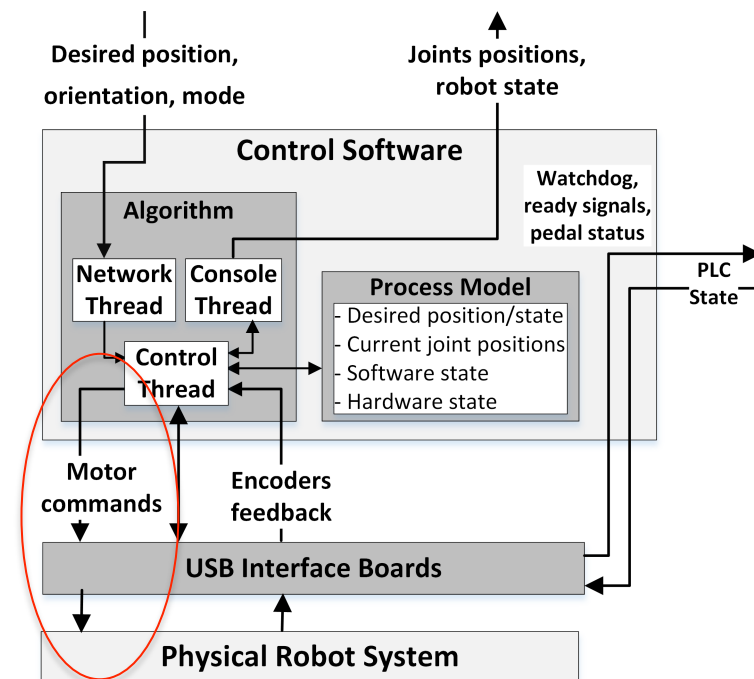 Desired position,
orientation, mode
Joints positions,
robot state
Control Software
Watchdog,
ready signals,
pedal status
PLC
State
Algorithm
Network
Thread
Console
Thread
Process Model
- Desired position/state
- Current joint positions
- Software state
- Hardware state
Control
Thread
Motor
commands
Encoders
feedback
USB Interface Boards
Physical Robot System